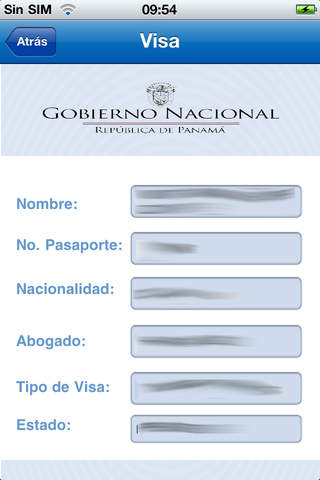 Sin SIM 09:54
Atrás Visa
GOBIERNO NACIONAL
REPÚBLICA DE PANAMÁ
Nombre:
No. Pasaporte:
Nacionalidad:
Abogado:
Tipo de Visa:
Estado: